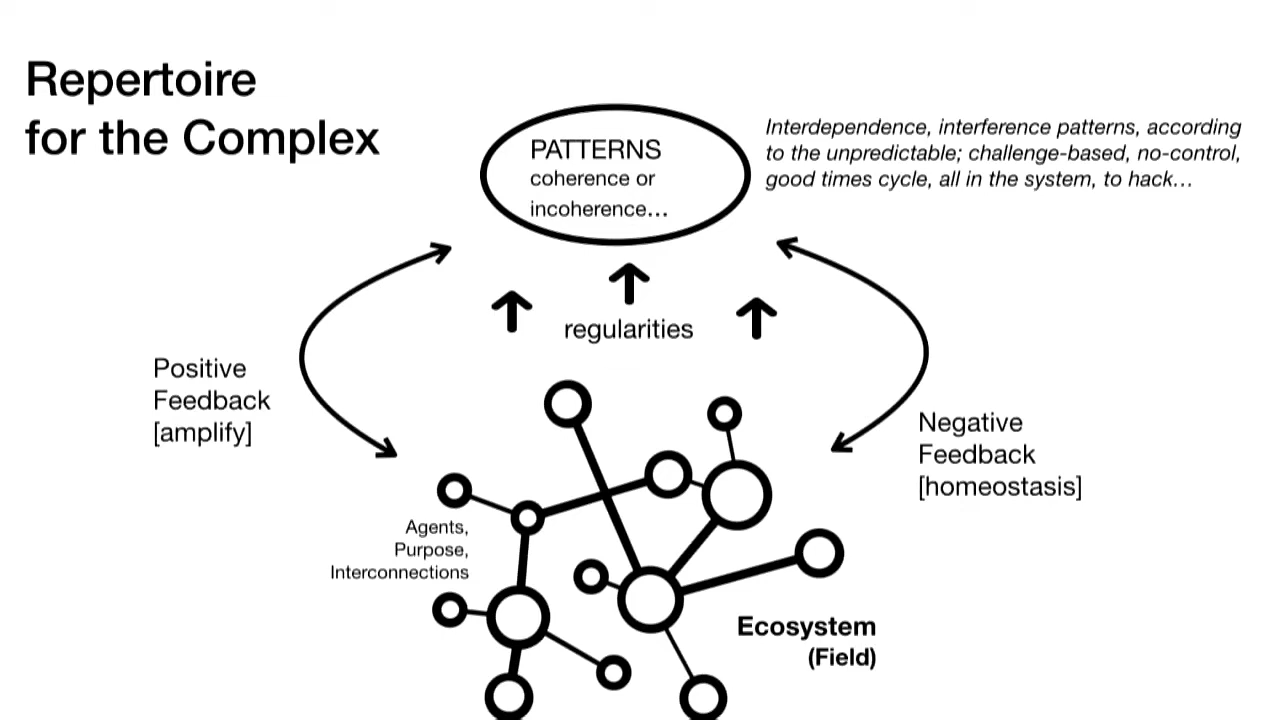 Repertoire
for the Complex
PATTERNS
coherence or
incoherence…
Interdependence, interference patterns, according
to the unpredictable; challenge-based, no-control,
good times cycle, all in the system, to hack…
regularities
Positive
Feedback
[amplify]
Negative
Feedback
[homeostasis]
Agents,
Purpose,
Interconnections
Ecosystem
(Field)